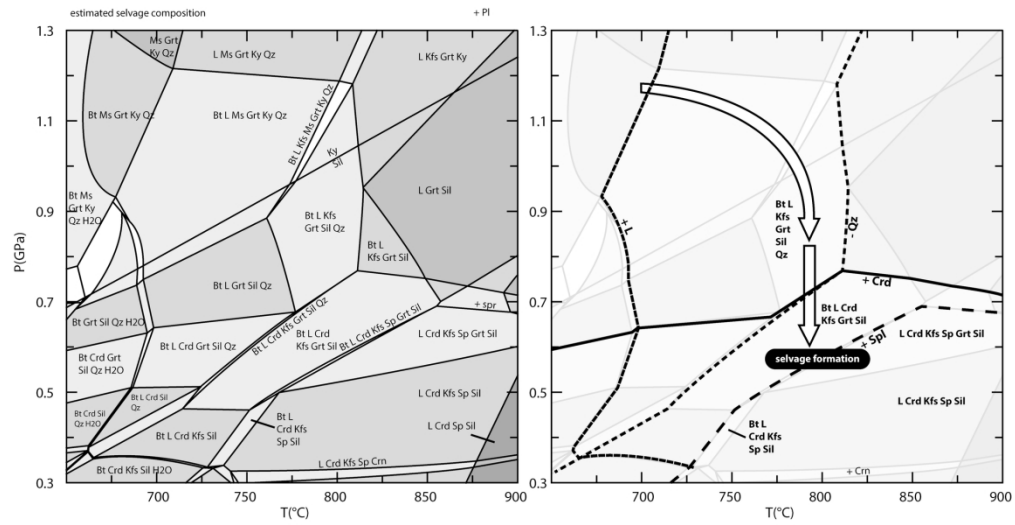 estimated selvage composition
+ Pl
1.3
1.1
0.9
0.7
0.5
0.3
P(GPa)
700
750
800
850
900
T(°C)
Ms Grt
Ky Qz
L Ms Grt Ky Qz
L Kfs Grt Ky
Bt Ms Grt Ky Qz
Bt L Ms Grt Ky Qz
Bt L Kfs Ms Grt Ky Qz
Ky
Sil
Bt Ms
Grt Ky
Qz H2O
L Grt Sil
Bt L Kfs
Grt Sil Qz
Bt L
Kfs Grt Sil
Bt L Grt Sil Qz
+ spr
Bt Grt Sil Qz H2O
Bt L Crd Kfs Grt Sil Qz
Bt L Crd
Kfs Grt Sil
Bt L Crd Kfs Sp Grt Sil
L Crd Kfs Sp Grt Sil
Bt Crd Grt
Sil Qz H2O
Bt L Crd Grt Sil Qz
Bt L Crd Sil
Qz
Bt Crd Sil
Qz H2O
Bt L Crd Kfs Sil
Bt L
Crd Kfs
Sp Sil
L Crd Kfs Sp Sil
L Crd Sp Sil
Bt Crd Kfs Sil H2O
L Crd Kfs Sp Crn
1.3
1.1
0.9
0.7
0.5
0.3
700
750
800
850
900
T(°C)
+ L
Bt L
Kfs
Grt
Sil
Qz
- Qz
+ Crd
Bt L Crd
Kfs Grt Sil
+ Spl
L Crd Kfs Sp Grt Sil
selvage formation
L Crd Kfs Sp Sil
Bt L
Crd Kfs
Sp Sil
+ Crn